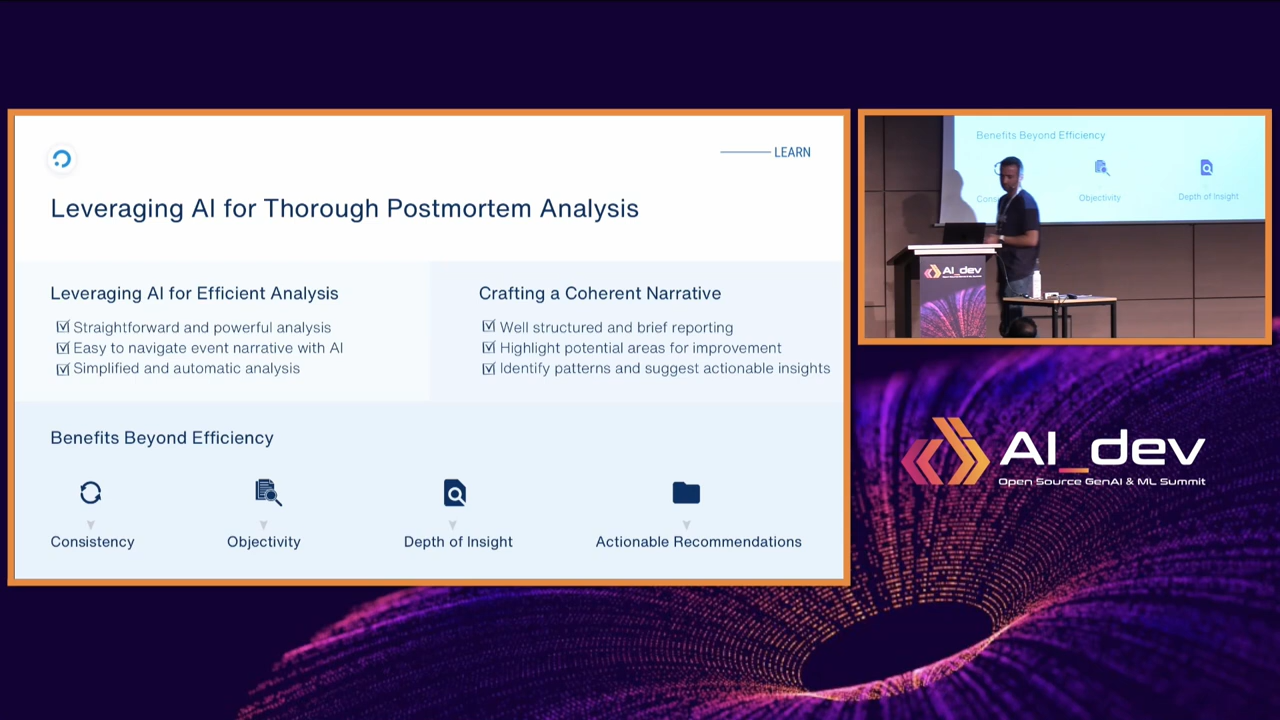 LEARN
Leveraging AI for Thorough Postmortem Analysis
Leveraging AI for Efficient Analysis
Straightforward and powerful analysis
Easy to navigate event narrative with AI
Simplified and automatic analysis
Crafting a Coherent Narrative
Well structured and brief reporting
Highlight potential areas for improvement
Identify patterns and suggest actionable insights
Benefits Beyond Efficiency
Consistency
Objectivity
Depth of Insight
Actionable Recommendations
Benefits Beyond Efficiency
Objectivity
Depth of Insight
AI_dev
AI_dev
Open Source GenAI & ML Summit